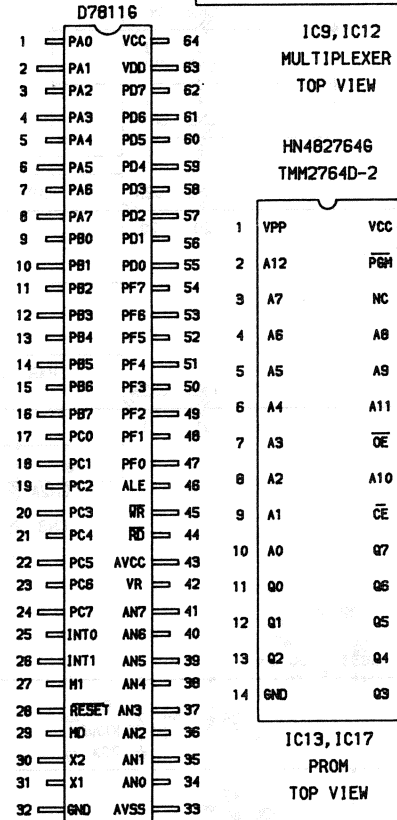 D7811G
1 PA0 VCC 64
2 PA1 VDD 63
3 PA2 PD7 62
4 PA3 PD6 61
5 PA4 PD5 60
6 PA5 PD4 59
7 PA6 PD3 58
8 PA7 PD2 57
9 PB0 PD1 56
10 PB1 PD0 55
11 PB2 PF7 54
12 PB3 PF6 53
13 PB4 PF5 52
14 PB5 PF4 51
15 PB6 PF3 50
16 PB7 PF2 49
17 PC0 PF1 48
18 PC1 PF0 47
19 PC2 ALE 46
20 PC3 WR 45
21 PC4 RD 44
22 PC5 AVCC 43
23 PC6 VR 42
24 PC7 AN7 41
25 INT0 AN6 40
26 INT1 AN5 39
27 M1 AN4 38
28 RESET AN3 37
29 MO AN2 36
30 X2 AN1 35
31 X1 AN0 34
32 GND AVSS 33
IC9,IC12
MULTIPLEXER
TOP VIEW
HN482764G
TMM2764D-2
1 VPP VCC
2 A12 PGM
3 A7 NC
4 A6 A8
5 A5 A9
6 A4 A11
7 A3 OE
8 A2 A10
9 A1 CE
10 A0 Q7
11 Q0 Q6
12 Q1 Q5
13 Q2 Q4
14 GND Q3
IC13,IC17
PROM
TOP VIEW